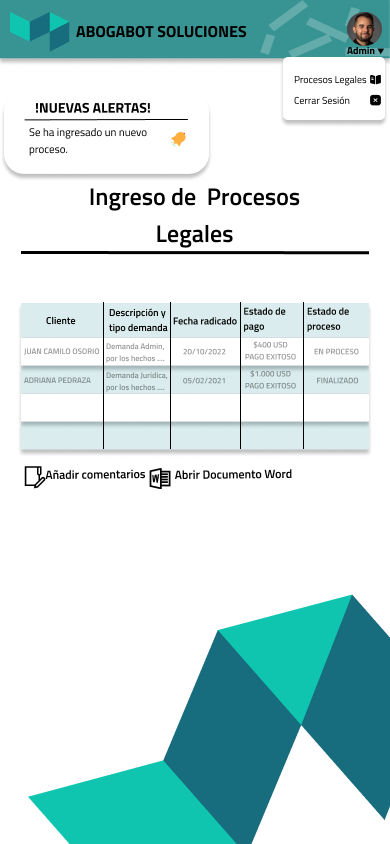 ABOGABOT SOLUCIONES
Admin ▼
Procesos Legales
Cerrar Sesión
!NUEVAS ALERTAS!
Se ha ingresado un nuevo
proceso.
Ingreso de Procesos
Legales
Cliente
Descripción y
tipo demanda
Fecha radicado
Estado de
pago
Estado de
proceso
JUAN CAMILO OSORIO
Demanda Admin,
por los hechos ....
20/10/2022
$400 USD
PAGO EXITOSO
EN PROCESO
ADRIANA PEDRAZA
Demanda Jurídica,
por los hechos ....
05/02/2021
$1.000 USD
PAGO EXITOSO
FINALIZADO
Añadir comentarios
W
Abrir Documento Word